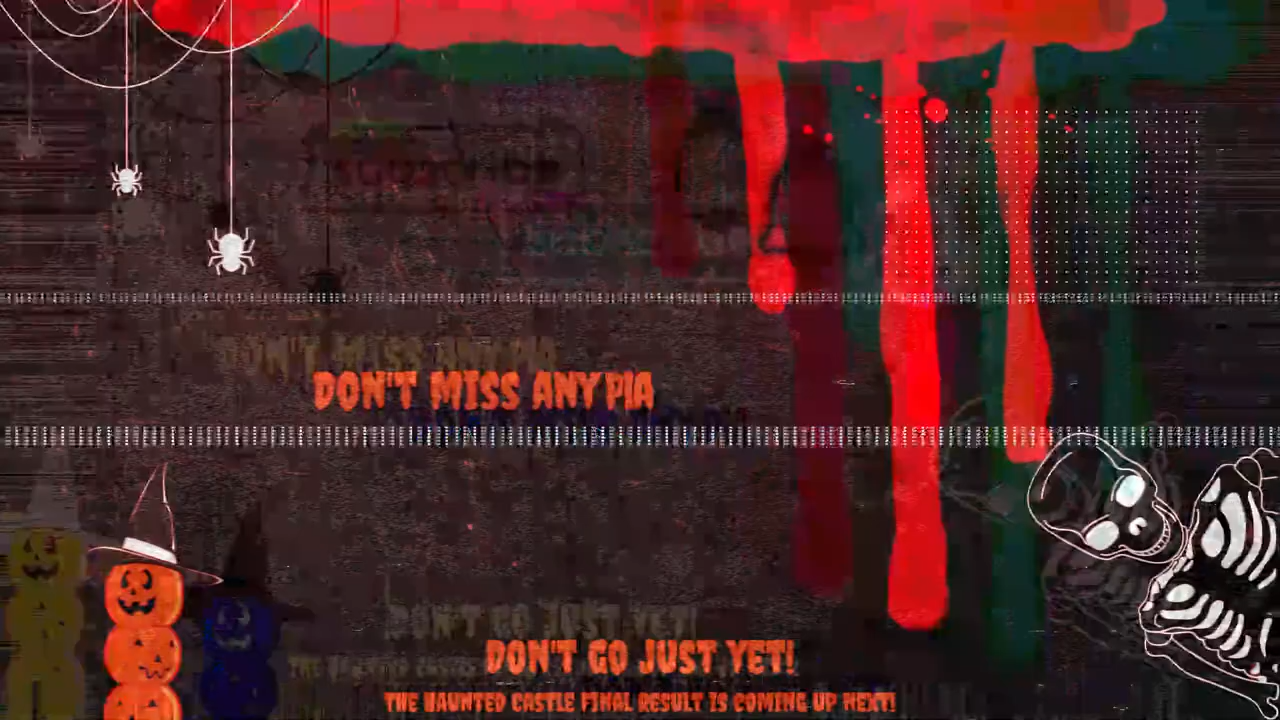 DON'T MISS ANYPIA
DON'T GO JUST YET!
THE HAUNTED CASTLE FINAL RESULT IS COMING UP NEXT!